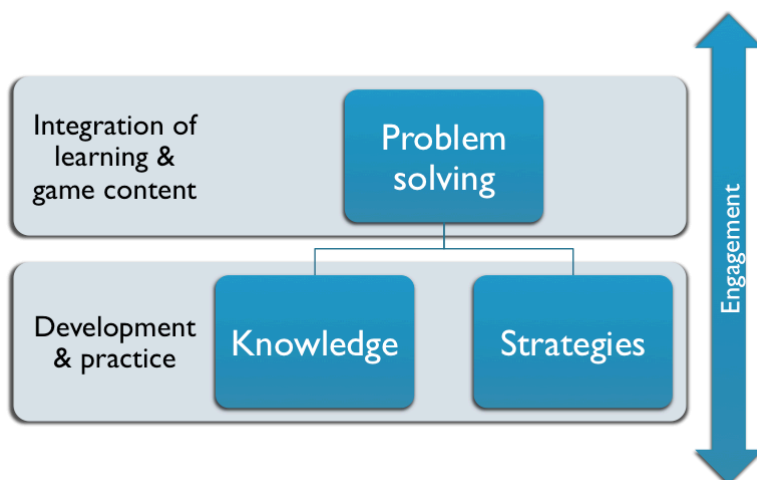 Integration of
learning &
game content
Problem
solving
Development
& practice
Knowledge
Strategies
Engagement